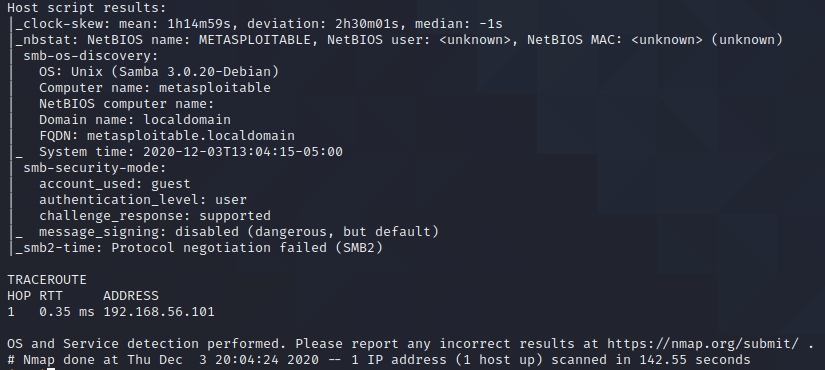 Host script results:
|_clock-skew: mean: 1h14m59s, deviation: 2h30m01s, median: -1s
|_nbstat: NetBIOS name: METASPLOITABLE, NetBIOS user: <unknown>, NetBIOS MAC: <unknown> (unknown)
| smb-os-discovery:
|   OS: Unix (Samba 3.0.20-Debian)
|   Computer name: metasploitable
|   NetBIOS computer name:
|   Domain name: localdomain
|   FQDN: metasploitable.localdomain
|_  System time: 2020-12-03T13:04:15-05:00
| smb-security-mode:
|   account_used: guest
|   authentication_level: user
|   challenge_response: supported
|_  message_signing: disabled (dangerous, but default)
|_smb2-time: Protocol negotiation failed (SMB2)
TRACEROUTE
HOP RTT     ADDRESS
1   0.35 ms 192.168.56.101
OS and Service detection performed. Please report any incorrect results at https://nmap.org/submit/ .
# Nmap done at Thu Dec  3 20:04:24 2020 -- 1 IP address (1 host up) scanned in 142.55 seconds